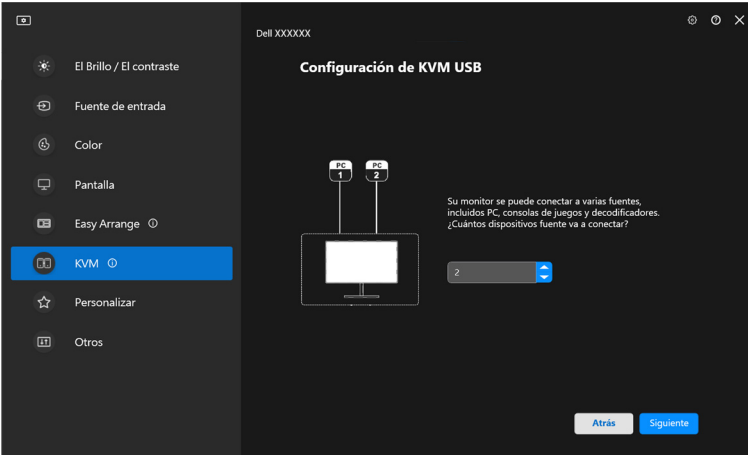 Dell XXXXXX
El Brillo / El contraste
Fuente de entrada
Color
Pantalla
Easy Arrange
KVM
Personalizar
Otros
Configuración de KVM USB
PC
1
PC
2
Su monitor se puede conectar a varias fuentes,
incluidos PC, consolas de juegos y decodificadores.
¿Cuántos dispositivos fuente va a conectar?
2
Atrás
Siguiente